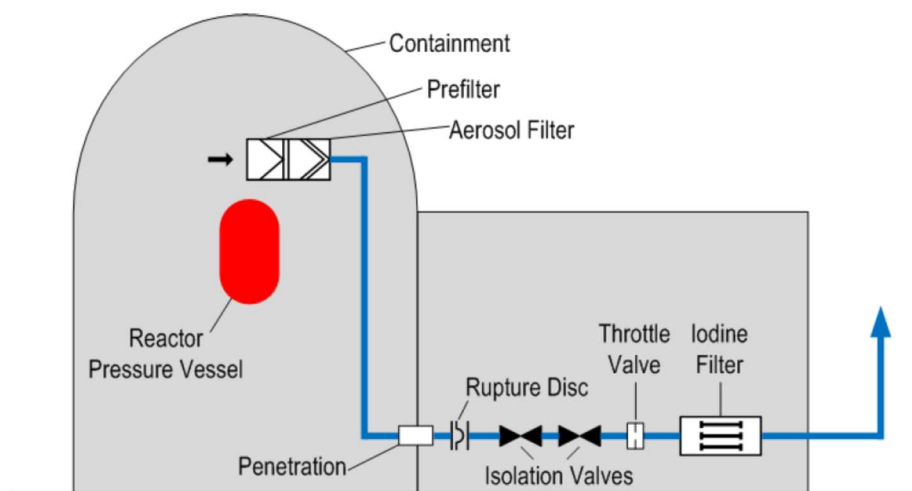 Containment
Prefilter
Aerosol Filter
Reactor
Pressure Vessel
Throttle
Valve
Iodine
Filter
Rupture Disc
Penetration
Isolation Valves